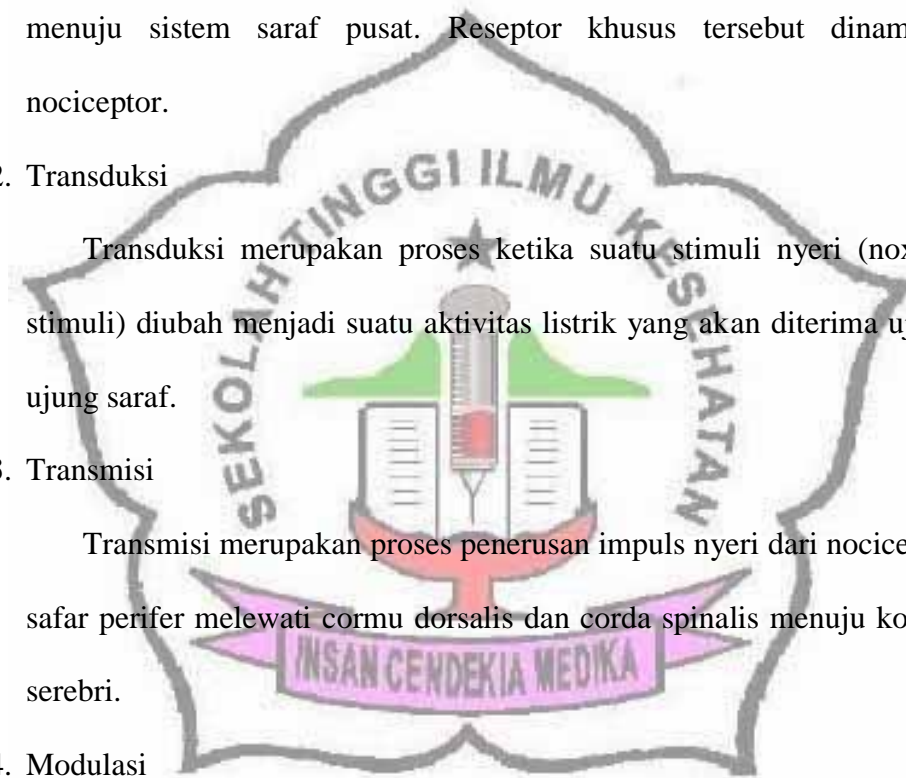 menuju sistem saraf pusat. Reseptor khusus tersebut dinam
nociceptor.
2. Transduksi
SEKOLAH TINGGI ILMU KESEHATAN
Transduksi merupakan proses ketika suatu stimuli nyeri (nox
stimuli) diubah menjadi suatu aktivitas listrik yang akan diterima uj
ujung saraf.
3. Transmisi
Transmisi merupakan proses penerusan impuls nyeri dari nocice
safar perifer melewati cormu dorsalis dan corda spinalis menuju ko
INSAN CENDEKIA MEDIKA
serebri.
4. Modulasi